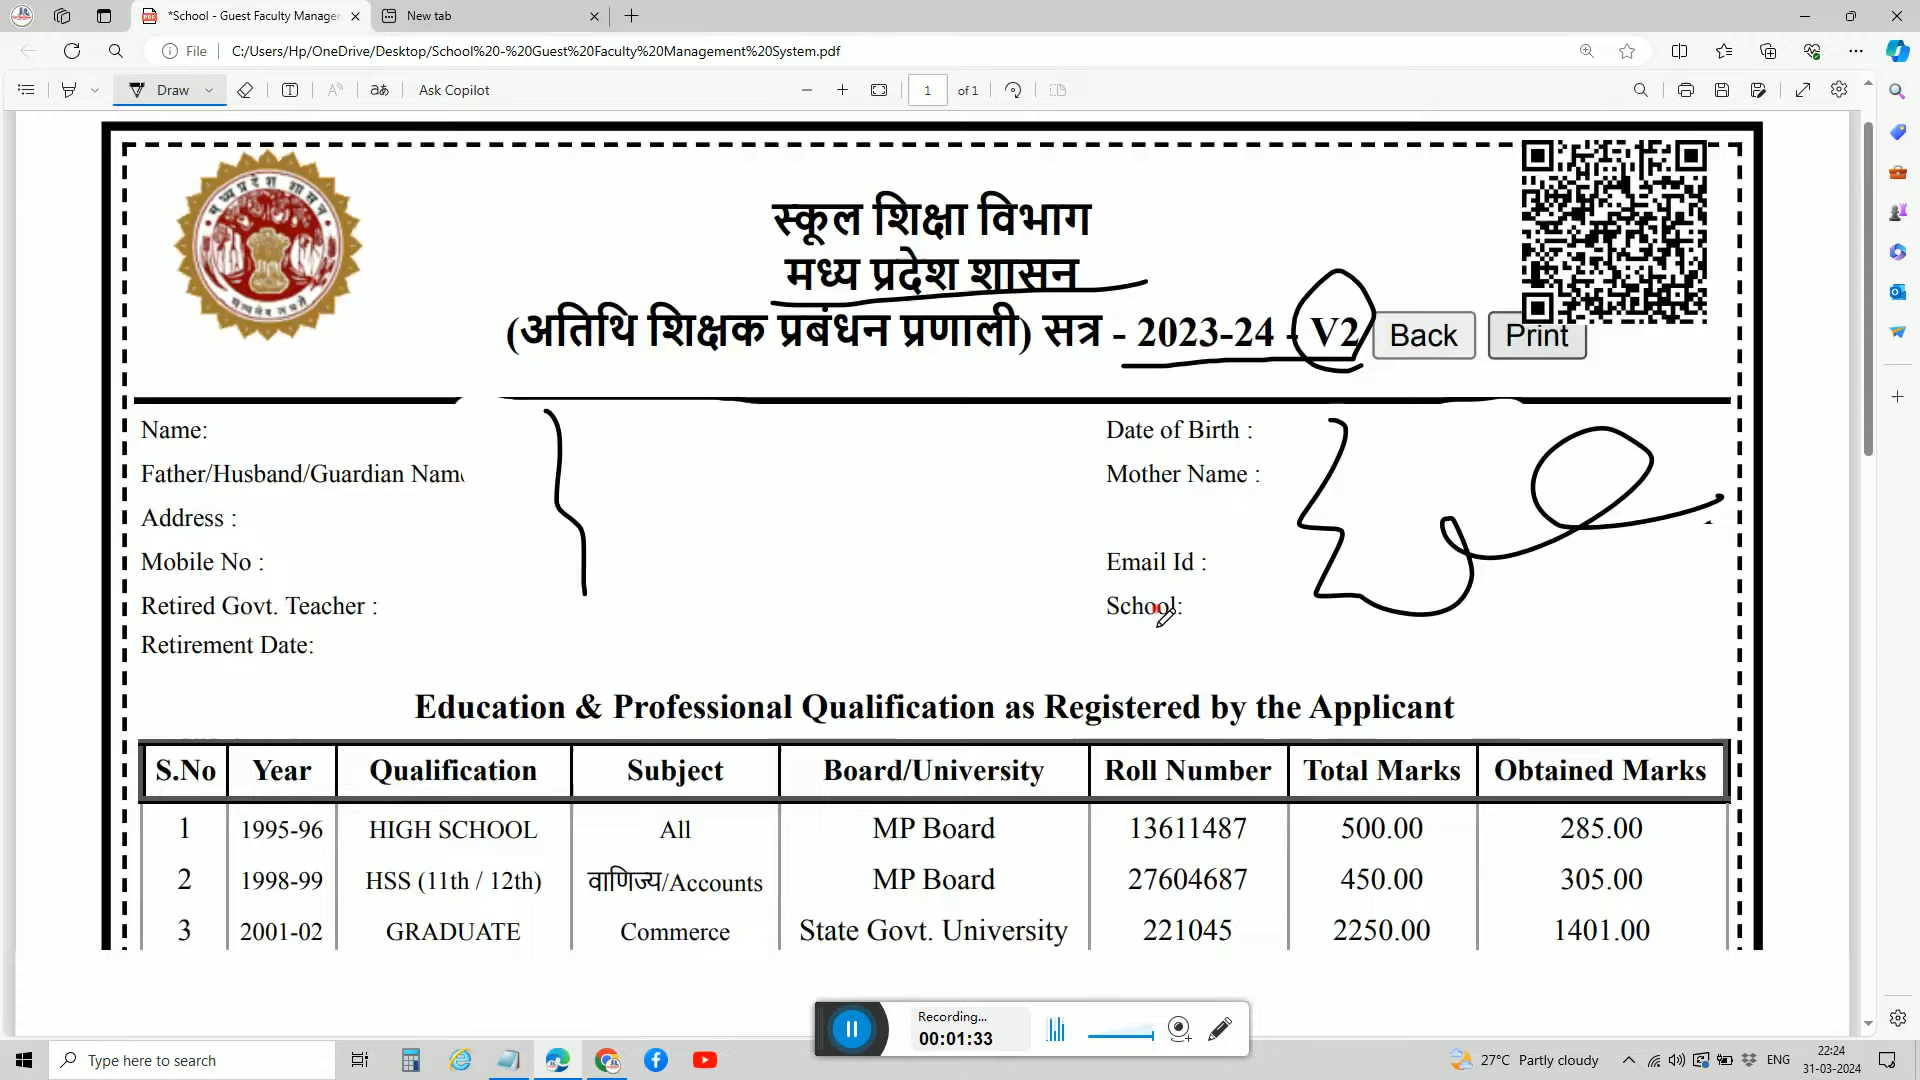 *School - Guest Faculty Manage
New tab
File
C:/Users/Hp/OneDrive/Desktop/School%20-%20Guest%20Faculty%20Management%20System.pdf
Draw
Ask Copilot
1 of 1
मध्य प्रदेश शासन
स्कूल शिक्षा विभाग
मध्य प्रदेश शासन
(अतिथि शिक्षक प्रबंधन प्रणाली) सत्र - 2023-24 - V2
Back Print
Name:
Date of Birth :
Father/Husband/Guardian Nam
Mother Name :
Address :
Mobile No :
Email Id :
Retired Govt. Teacher :
School:
Retirement Date:
Education & Professional Qualification as Registered by the Applicant
S.No Year Qualification Subject Board/University Roll Number Total Marks Obtained Marks
1 1995-96 HIGH SCHOOL All MP Board 13611487 500.00 285.00
2 1998-99 HSS (11th / 12th) वाणिज्य/Accounts MP Board 27604687 450.00 305.00
3 2001-02 GRADUATE Commerce State Govt. University 221045 2250.00 1401.00
Recording...
00:01:33
Type here to search
27°C Partly cloudy
ENG
22:24
31-03-2024